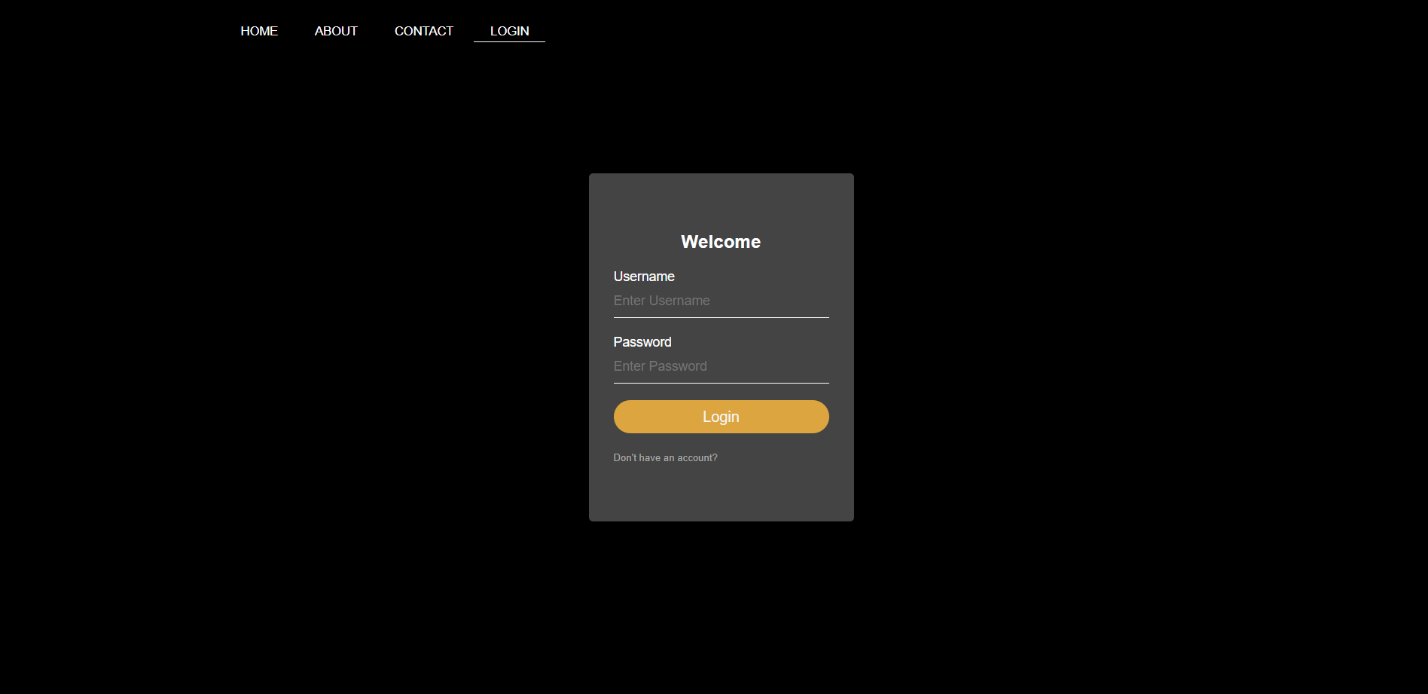 HOME ABOUT CONTACT LOGIN
Welcome
Username
Enter Username
Password
Enter Password
Login
Don't have an account?